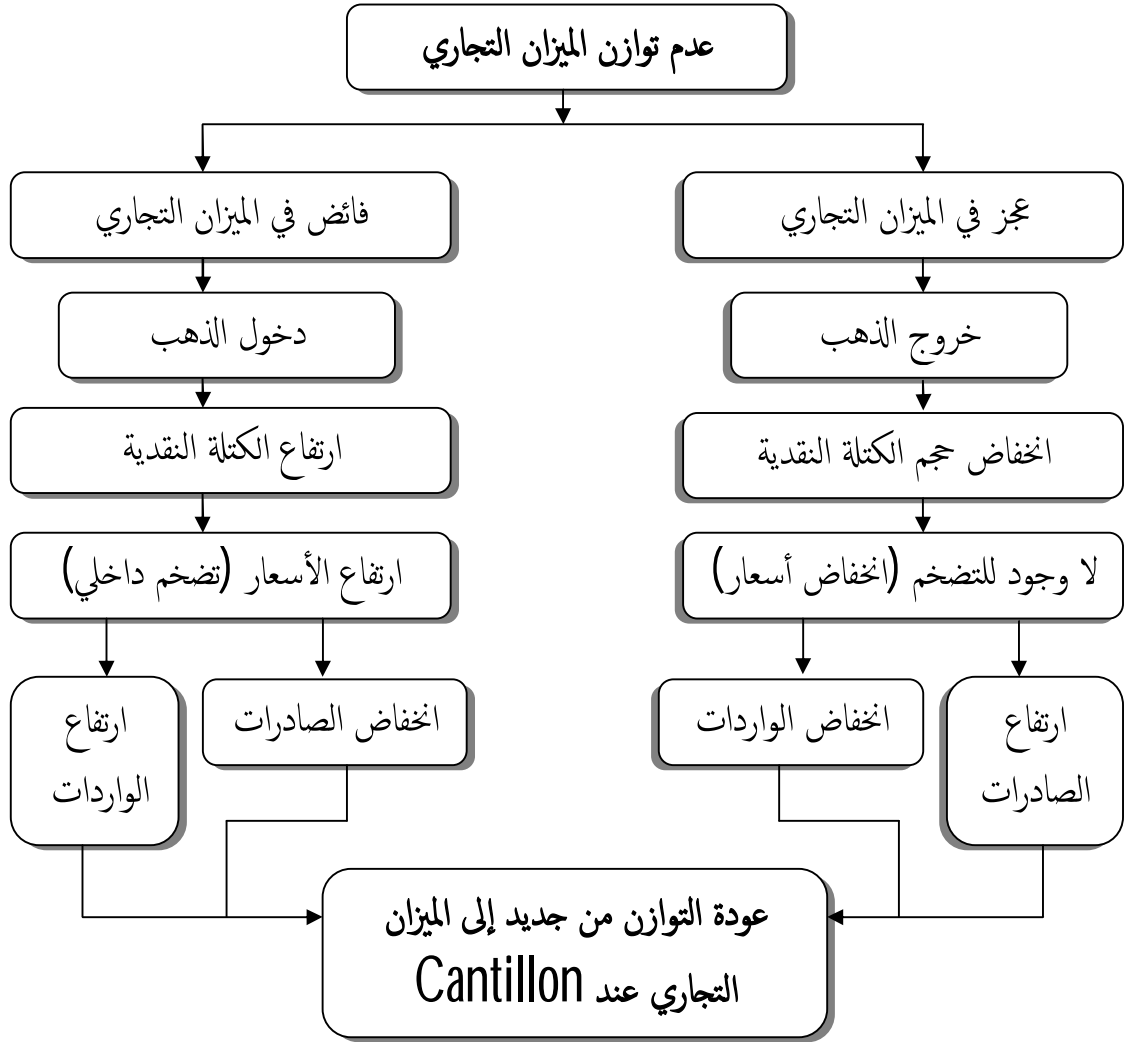 عدم توازن الميزان التجاري
عجز في الميزان التجاري
فائض في الميزان التجاري
خروج الذهب
دخول الذهب
انخفاض حجم الكتلة النقدية
ارتفاع الكتلة النقدية
لا وجود للتضخم (انخفاض أسعار)
ارتفاع الأسعار (تضخم داخلي)
ارتفاع
الصادرات
انخفاض الواردات
انخفاض الصادرات
ارتفاع
الواردات
عودة التوازن من جديد إلى الميزان
التجاري عند Cantillon